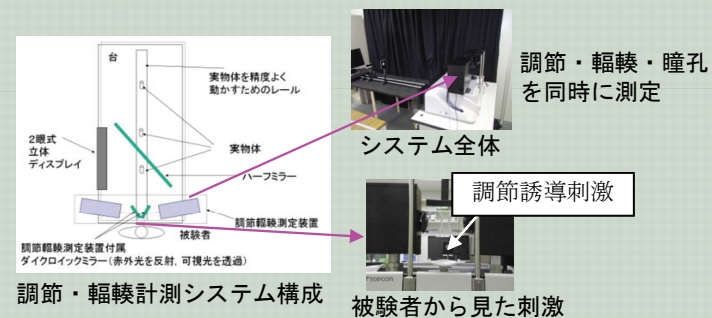 台
実物体を精度よく
動かすためのレール
2眼式
立体
ディスプレイ
実物体
ハーフミラー
調節輻輳測定装置
被験者
調節輻輳測定装置付属
ダイクロイックミラー(赤外光を反射，可視光を透過)
調節・輻輳計測システム構成
調節・輻輳・瞳孔
を同時に測定
システム全体
調節誘導刺激
TOPCON
被験者から見た刺激